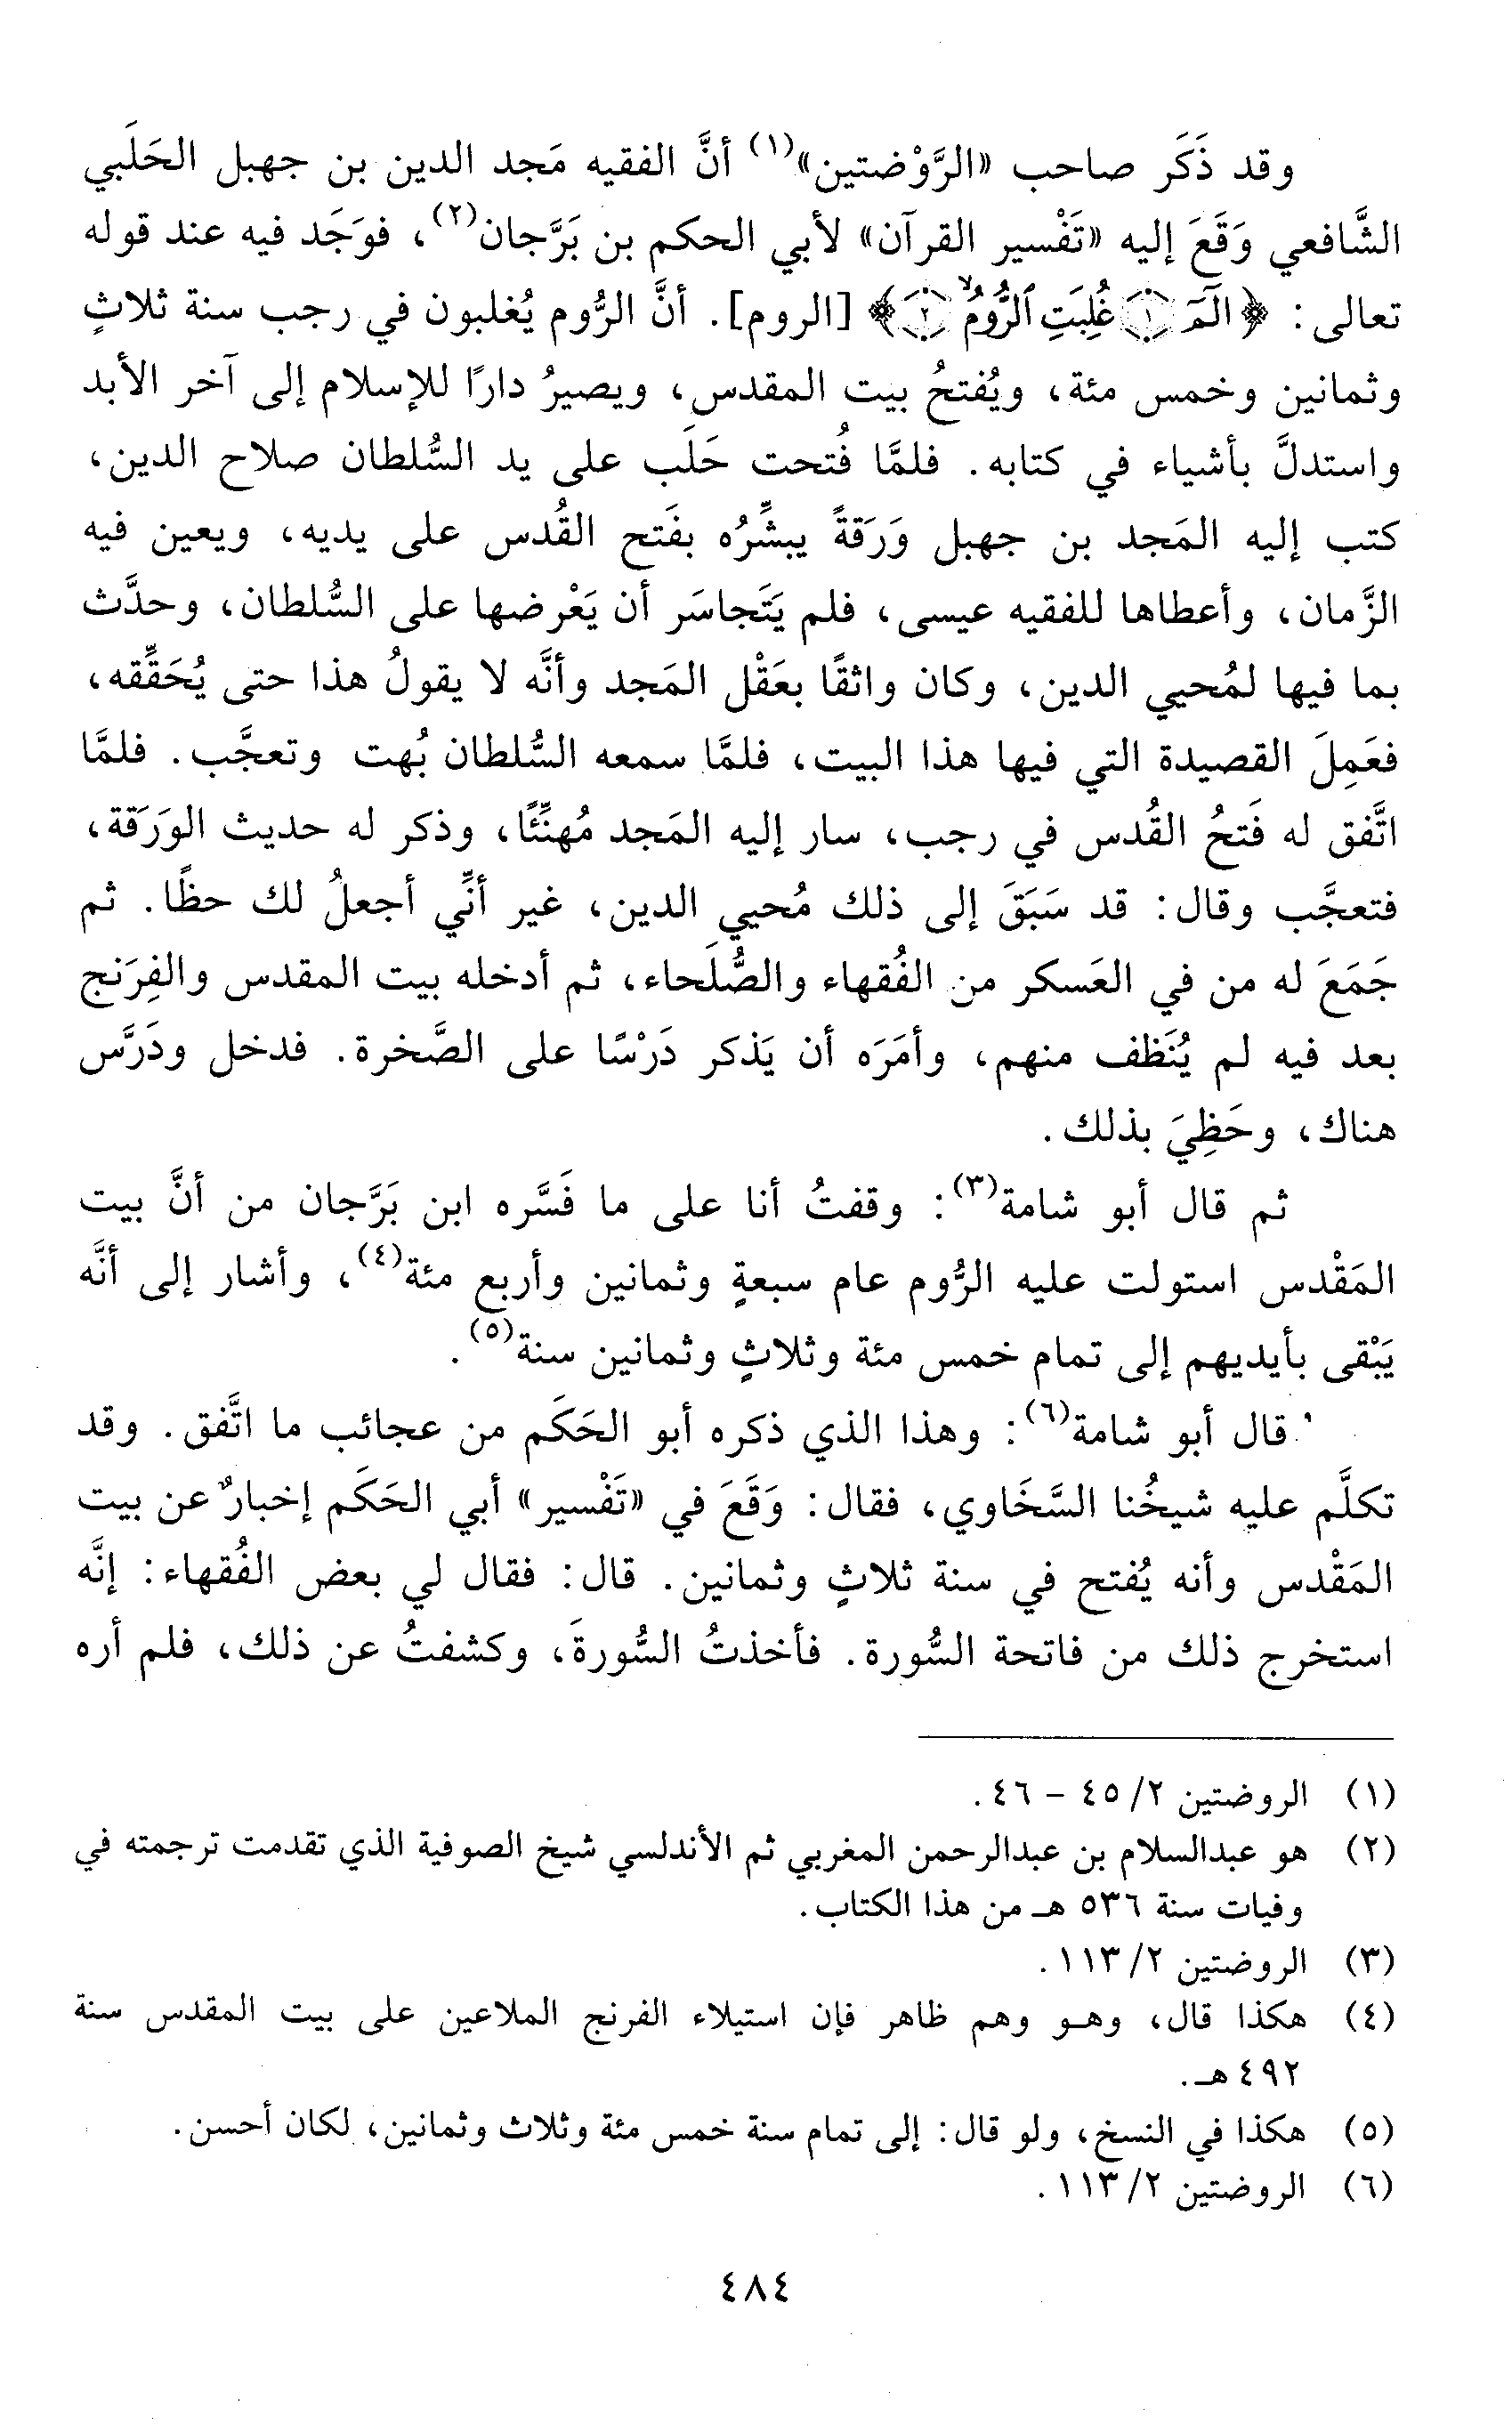 وقد ذَكَر صاحب «الرَّوْضتين»(١) أنَّ الفقيه مَجد الدين بن جهبل الحَلَبي
الشَّافعي وَقَعَ إليه «تَفْسير القرآن» لأبي الحكم بن بَرَّجان(٢)، فوَجَد فيه عند قوله
تعالى: ﴿الٓمٓ ١ غُلِبَتِ ٱلرُّومُ ٢﴾ [الروم]. أنَّ الرُّوم يُغلبون في رجب سنة ثلاثٍ
وثمانين وخمس مئة، ويُفتحُ بيت المقدس، ويصيرُ دارًا للإسلام إلى آخر الأبد
واستدلَّ بأشياء في كتابه. فلمَّا فُتحت حَلَب على يد السُّلطان صلاح الدين،
كتب إليه المَجد بن جهبل وَرَقةً يبشِّرُه بفَتح القُدس على يديه، ويعين فيه
الزَّمان، وأعطاها للفقيه عيسى، فلم يَتَجاسَر أن يَعْرضها على السُّلطان، وحدَّث
بما فيها لمُحيي الدين، وكان واثقًا بعَقْل المَجد وأنَّه لا يقولُ هذا حتى يُحَقِّقه،
فعَمِلَ القصيدة التي فيها هذا البيت، فلمَّا سمعه السُّلطان بُهت وتعجَّب. فلمَّا
اتَّفق له فَتحُ القُدس في رجب، سار إليه المَجد مُهنِّئًا، وذكر له حديث الوَرَقة،
فتعجَّب وقال: قد سَبَقَ إلى ذلك مُحيي الدين، غير أنِّي أجعلُ لك حظًا. ثم
جَمَعَ له من في العَسكر من الفُقهاء والصُّلَحاء، ثم أدخله بيت المقدس والفِرَنج
بعد فيه لم يُنَظف منهم، وأمَرَه أن يَذكر دَرْسًا على الصَّخرة. فدخل ودَرَّس
هناك، وحَظِيَ بذلك.
ثم قال أبو شامة(٣): وقفتُ أنا على ما فَسَّره ابن بَرَّجان من أنَّ بيت
المَقْدس استولت عليه الرُّوم عام سبعةٍ وثمانين وأربع مئة(٤)، وأشار إلى أنَّه
يَبْقى بأيديهم إلى تمام خمس مئة وثلاثٍ وثمانين سنة(٥).
قال أبو شامة(٦): وهذا الذي ذكره أبو الحَكَم من عجائب ما اتَّفق. وقد
تكلَّم عليه شيخُنا السَّخَاوي، فقال: وَقَعَ في «تَفْسير» أبي الحَكَم إخبارٌ عن بيت
المَقْدس وأنه يُفتح في سنة ثلاثٍ وثمانين. قال: فقال لي بعض الفُقهاء: إنَّه
استخرج ذلك من فاتحة السُّورة. فأخذتُ السُّورةَ، وكشفتُ عن ذلك، فلم أره
(١) الروضتين ٢/ ٤٥ - ٤٦.
(٢) هو عبدالسلام بن عبدالرحمن المغربي ثم الأندلسي شيخ الصوفية الذي تقدمت ترجمته في
وفيات سنة ٥٣٦ هـ من هذا الكتاب.
(٣) الروضتين ٢/ ١١٣.
(٤) هكذا قال، وهو وهم ظاهر فإن استيلاء الفرنج الملاعين على بيت المقدس سنة
٤٩٢ هـ.
(٥) هكذا في النسخ، ولو قال: إلى تمام سنة خمس مئة وثلاث وثمانين، لكان أحسن.
(٦) الروضتين ٢/ ١١٣.
٤٨٤